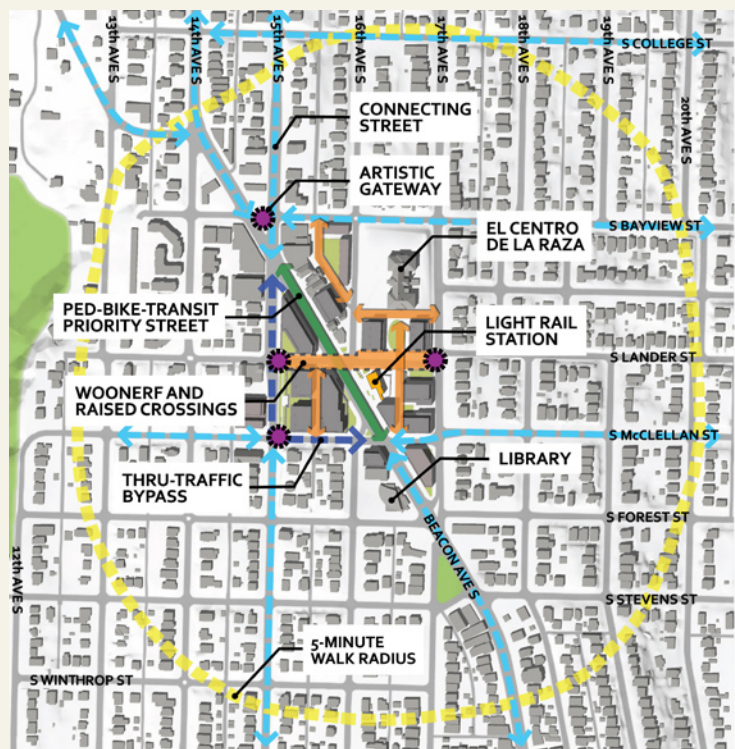 13th AVE S
14th AVE S
15th AVE S
16th AVE S
17th AVE S
18th AVE S
19th AVE S
S COLLEGE ST
20th AVE S
CONNECTING
STREET
ARTISTIC
GATEWAY
S BAYVIEW ST
EL CENTRO
DE LA RAZA
PED-BIKE-TRANSIT
PRIORITY STREET
LIGHT RAIL
STATION
S LANDER ST
WOONERF AND
RAISED CROSSINGS
S McCLELLAN ST
THRU-TRAFFIC
BYPASS
LIBRARY
S FOREST ST
BEACON AVE S
12th AVE S
S STEVENS ST
5-MINUTE
WALK RADIUS
S WINTHROP ST